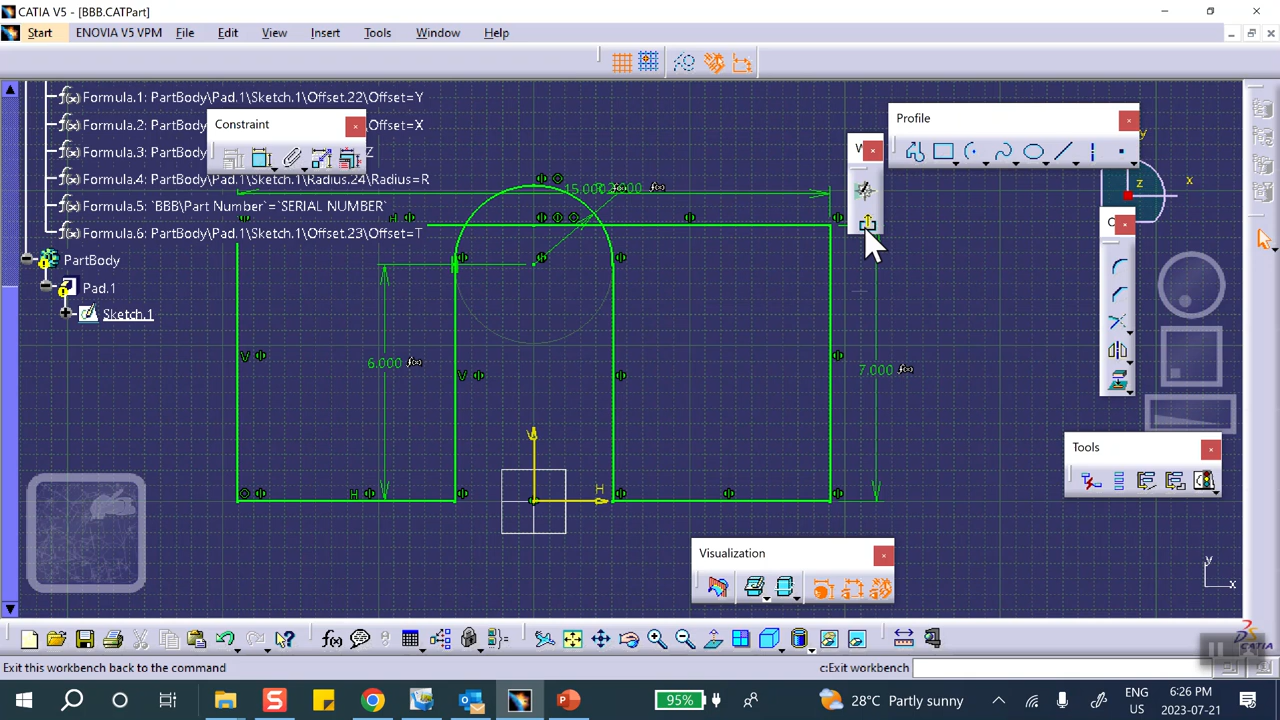 CATIA V5 - [BBB.CATPart]
Start
ENOVIA V5 VPM
File
Edit
View
Insert
Tools
Window
Help
Formula.1: PartBody\Pad.1\Sketch.1\Offset.22\Offset=Y
Formula.2: PartBody
Offset=X
Formula.3: PartBody
Z
Formula.4: PartBody\Pad.1\Sketch.1\Radius.24\Radius=R
Formula.5: `BBB\Part Number`=`SERIAL NUMBER`
Formula.6: PartBody\Pad.1\Sketch.1\Offset.23\Offset=T
Constraint
Profile
PartBody
Pad.1
Sketch.1
15.000
6.000
7.000
f(x)
H
V
V
H
V
H
y
x
z
Tools
Visualization
y
x
f(x)
Exit this workbench back to the command
c:Exit workbench
CATIA
95%
28°C Partly sunny
ENG
US
6:26 PM
2023-07-21